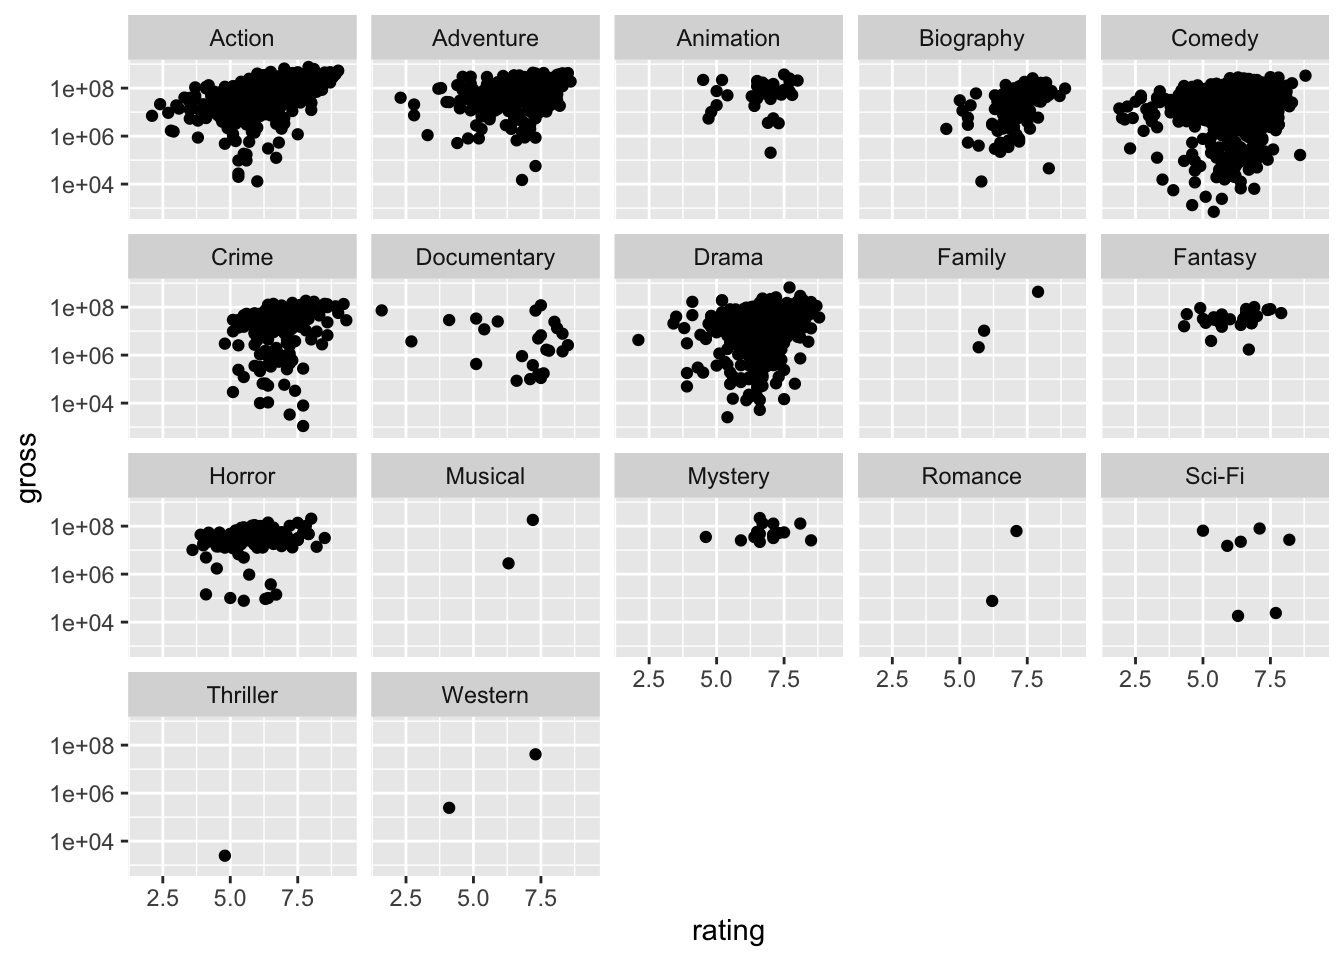 Action Adventure Animation Biography Comedy
1e+08
1e+06
1e+04
Crime Documentary Drama Family Fantasy
1e+08
1e+06
1e+04
gross
Horror Musical Mystery Romance Sci-Fi
1e+08
1e+06
1e+04
2.5 5.0 7.5 2.5 5.0 7.5 2.5 5.0 7.5
Thriller Western
1e+08
1e+06
1e+04
2.5 5.0 7.5 2.5 5.0 7.5
rating